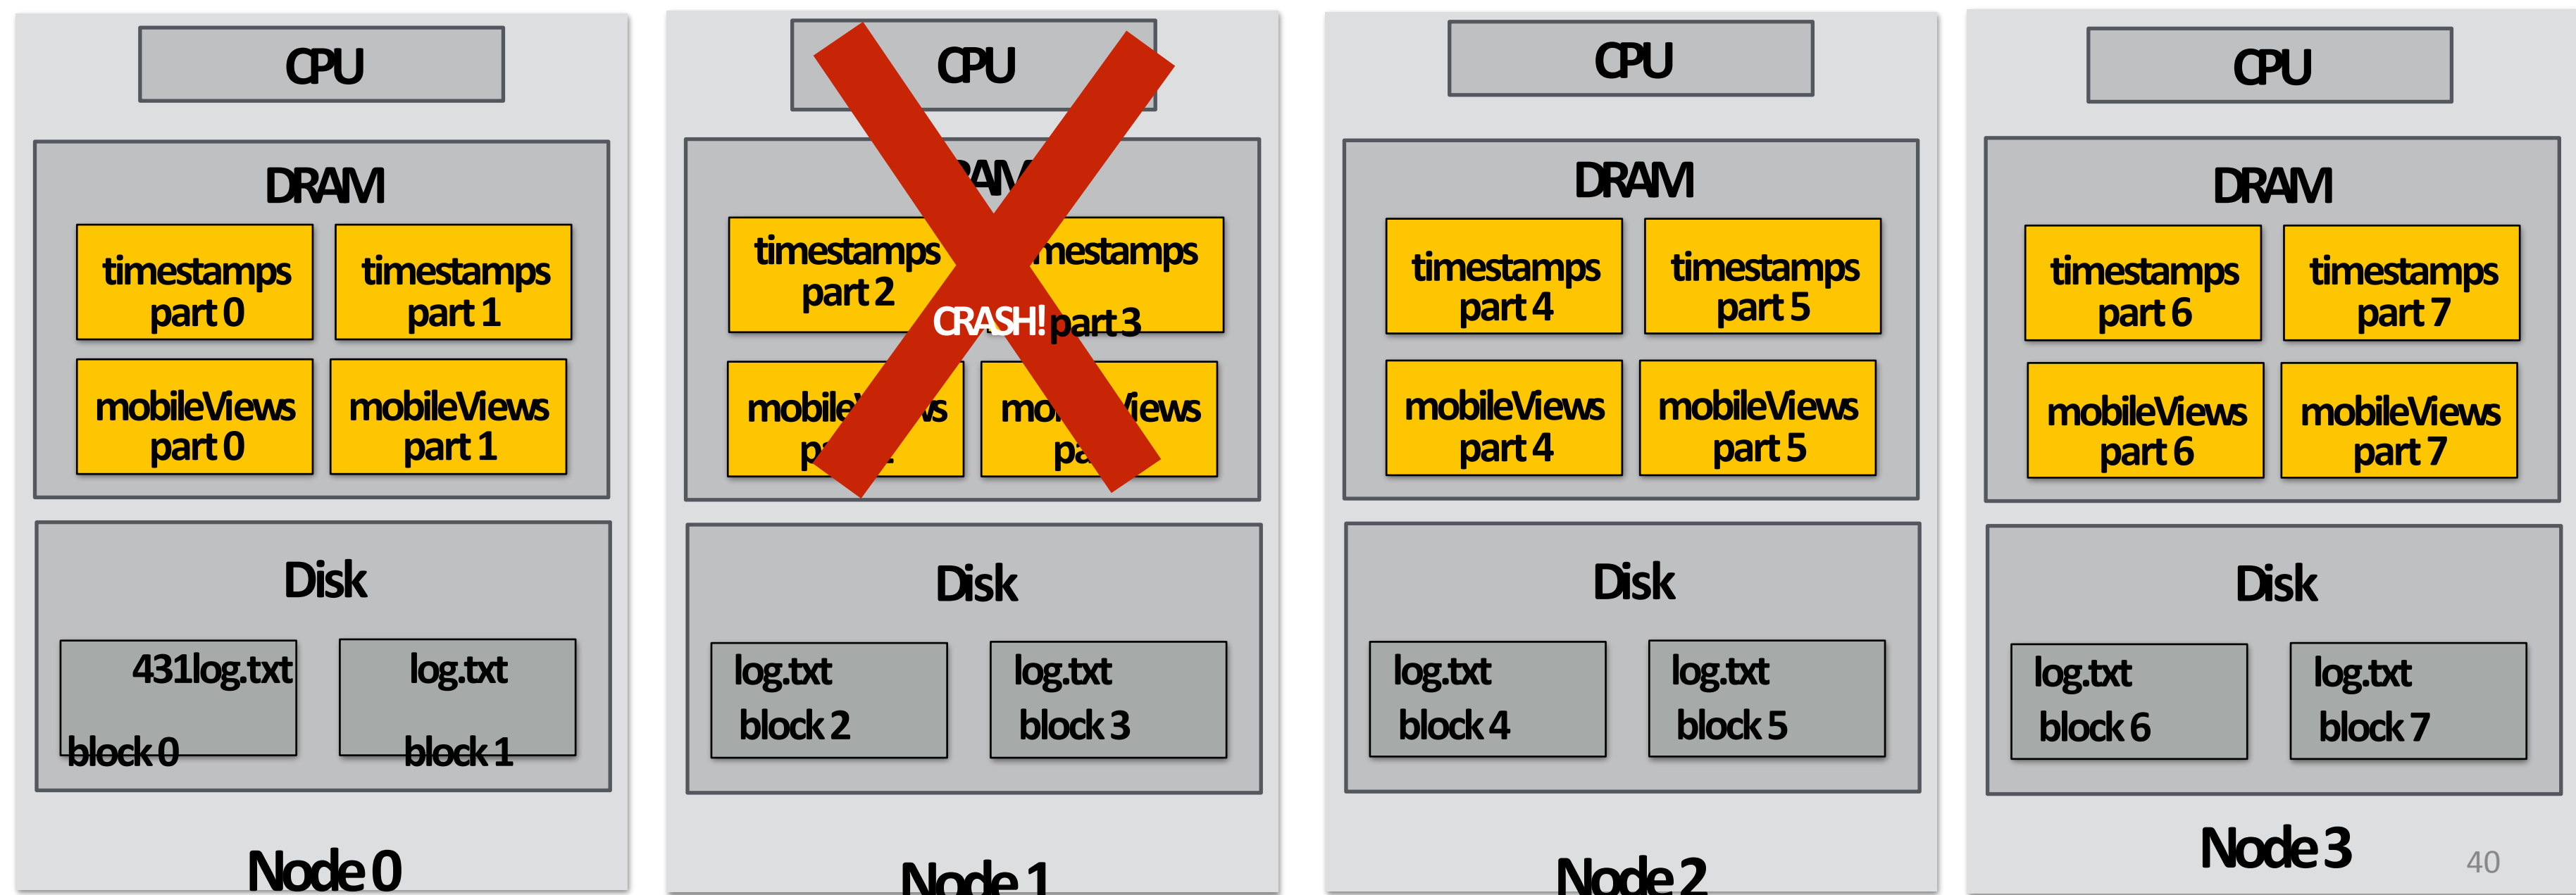 CPU
DRAM
timestamps
part 0
timestamps
part 1
mobileViews
part 0
mobileViews
part 1
Disk
431log.txt
block 0
log.txt
block 1
Node 0
CPU
timestamps
part 2
CRASH!
part 3
Disk
log.txt
block 2
log.txt
block 3
Node 1
CPU
DRAM
timestamps
part 4
timestamps
part 5
mobileViews
part 4
mobileViews
part 5
Disk
log.txt
block 4
log.txt
block 5
Node 2
CPU
DRAM
timestamps
part 6
timestamps
part 7
mobileViews
part 6
mobileViews
part 7
Disk
log.txt
block 6
log.txt
block 7
Node 3
40